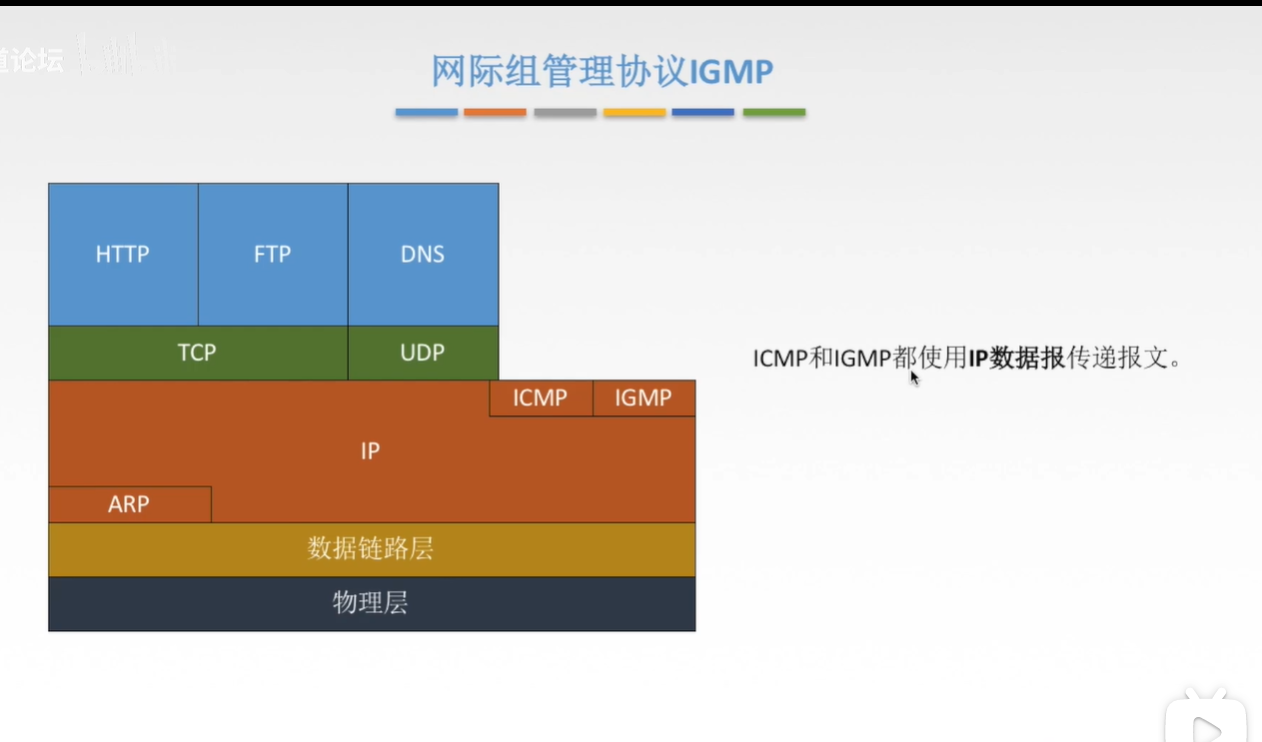 道论坛
网际组管理协议IGMP
HTTP
FTP
DNS
TCP
UDP
ICMP和IGMP都使用IP数据报传递报文。
ICMP
IGMP
IP
ARP
数据链路层
物理层